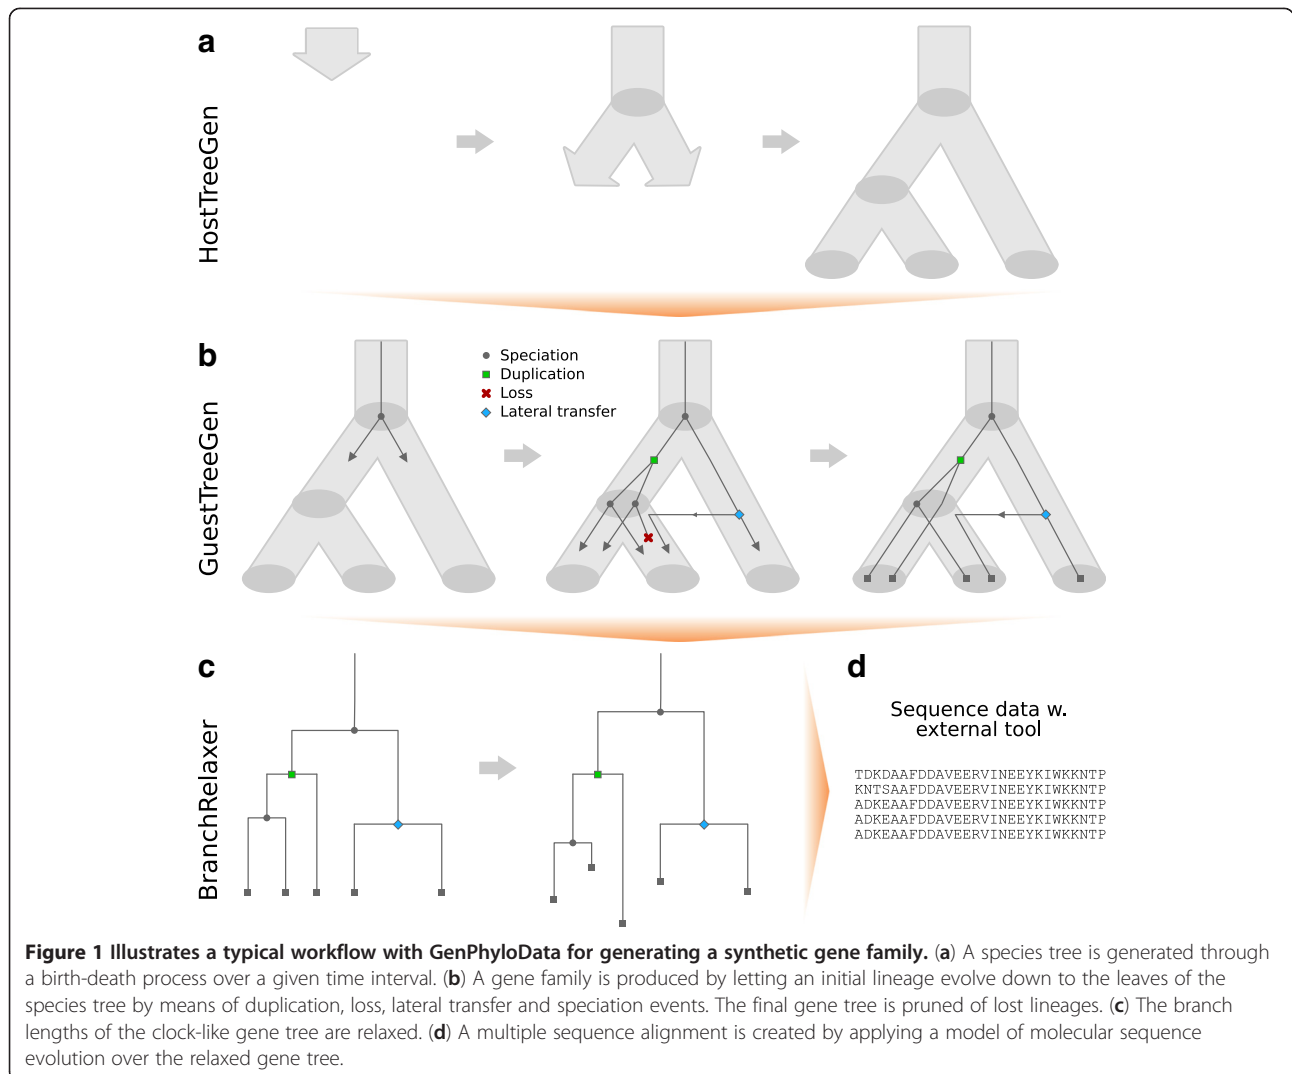 a
HostTreeGen
b
Speciation
Duplication
Loss
Lateral transfer
GuestTreeGen
c
BranchRelaxer
d
Sequence data w.
external tool
TDKDAAFDDAVEERVINEEYKIWKKNTP
KNTSAAFDDAVEERVINEEYKIWKKNTP
ADKEAAFDDAVEERVINEEYKIWKKNTP
ADKEAAFDDAVEERVINEEYKIWKKNTP
ADKEAAFDDAVEERVINEEYKIWKKNTP
Figure 1 Illustrates a typical workflow with GenPhyloData for generating a synthetic gene family. (a) A species tree is generated through
a birth-death process over a given time interval. (b) A gene family is produced by letting an initial lineage evolve down to the leaves of the
species tree by means of duplication, loss, lateral transfer and speciation events. The final gene tree is pruned of lost lineages. (c) The branch
lengths of the clock-like gene tree are relaxed. (d) A multiple sequence alignment is created by applying a model of molecular sequence
evolution over the relaxed gene tree.